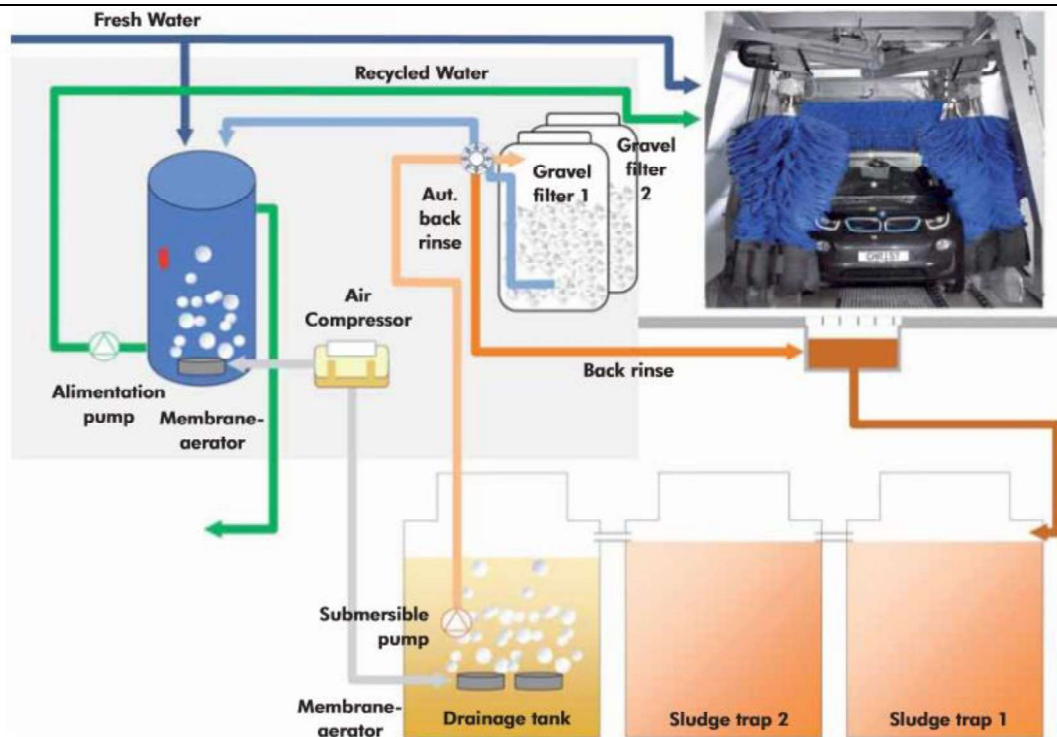 Fresh Water
Recycled Water
Gravel
filter
2
Gravel
filter 1
Aut.
back
rinse
CHR1ST
Air
Compressor
Back rinse
Alimentation
pump
Membrane-
aerator
Submersible
pump
Membrane-
aerator
Drainage tank
Sludge trap 2
Sludge trap 1